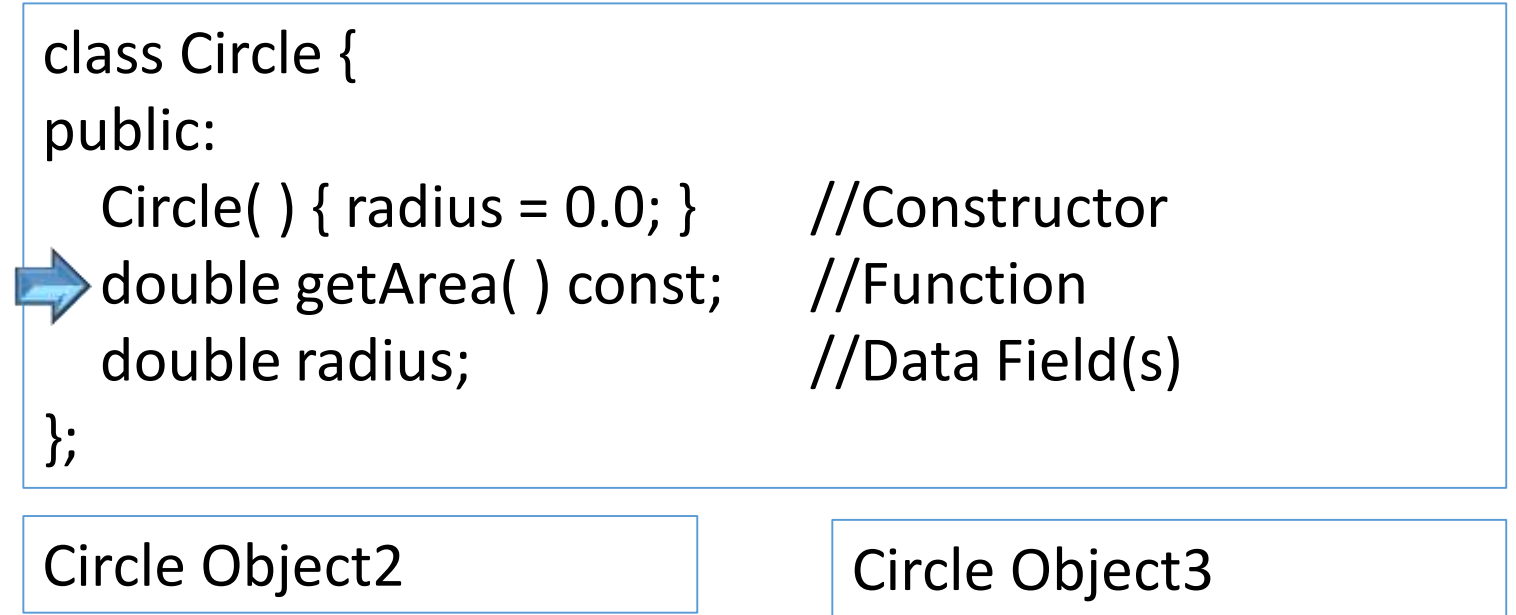 class Circle {
public:
Circle( ) { radius = 0.0; } //Constructor
double getArea( ) const; //Function
double radius; //Data Field(s)
};
Circle Object2
Circle Object3